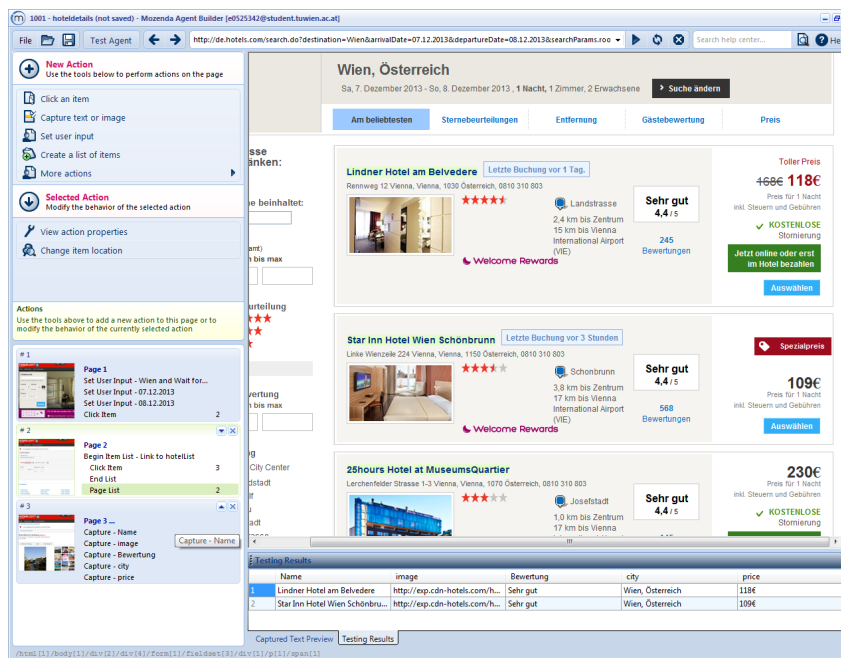 1001 - hoteldetails (not saved) - Mozenda Agent Builder [e0525342@student.tuwien.ac.at]
File Test Agent http://de.hotels.com/search.do?destination=Wien&arrivalDate=07.12.2013&departureDate=08.12.2013&searchParams.roo Search help center... He
New Action
Use the tools below to perform actions on the page
Click an item
Capture text or image
Set user input
Create a list of items
More actions
Selected Action
Modify the behavior of the selected action
View action properties
Change item location
Actions
Use the tools above to add a new action to this page or to
modify the behavior of the currently selected action
# 1
Page 1
Set User Input - Wien and Wait for...
Set User Input - 07.12.2013
Set User Input - 08.12.2013
Click Item 2
# 2
Page 2
Begin Item List - Link to hotelList
Click Item 3
End List
Page List 2
# 3
Page 3 ...
Capture - Name
Capture - image
Capture - Bewertung
Capture - city
Capture - price
Capture - Name
Wien, Österreich
Sa, 7. Dezember 2013 - So, 8. Dezember 2013 , 1 Nacht, 1 Zimmer, 2 Erwachsene
Suche ändern
Am beliebtesten Sternebeurteilungen Entfernung Gästebewertung Preis
sse
änken:
e beinhaltet:
amt)
n bis max
urteilung
vertung
n bis max
g
City Center
dstadt
lf
u
adt
Lindner Hotel am Belvedere Letzte Buchung vor 1 Tag.
Rennweg 12 Vienna, Vienna, 1030 Österreich, 0810 310 803
Landstrasse
2,4 km bis Zentrum
15 km bis Vienna
International Airport
(VIE)
Welcome Rewards
Sehr gut
4,4 / 5
245
Bewertungen
Toller Preis
168€ 118€
Preis für 1 Nacht
inkl. Steuern und Gebühren
KOSTENLOSE
Stornierung
Jetzt online oder erst
im Hotel bezahlen
Auswählen
Star Inn Hotel Wien Schönbrunn Letzte Buchung vor 3 Stunden
Linke Wienzeile 224 Vienna, Vienna, 1150 Österreich, 0810 310 803
Schonbrunn
3,8 km bis Zentrum
17 km bis Vienna
International Airport
(VIE)
Welcome Rewards
Sehr gut
4,4 / 5
568
Bewertungen
Spezialpreis
109€
Preis für 1 Nacht
inkl. Steuern und Gebühren
Auswählen
25hours Hotel at MuseumsQuartier
Lerchenfelder Strasse 1-3 Vienna, Vienna, 1070 Österreich, 0810 310 803
Josefstadt
1,0 km bis Zentrum
17 km bis Vienna
Sehr gut
4,4 / 5
230€
Preis für 1 Nacht
inkl. Steuern und Gebühren
KOSTENLOSE
Stornierung
Testing Results
Name image Bewertung city price
1 Lindner Hotel am Belvedere http://exp.cdn-hotels.com/h... Sehr gut Wien, Österreich 118€
2 Star Inn Hotel Wien Schönbru... http://exp.cdn-hotels.com/h... Sehr gut Wien, Österreich 109€
Captured Text Preview Testing Results
/html[1]/body[1]/div[2]/div[4]/form[1]/fieldset[3]/div[1]/p[1]/span[1]